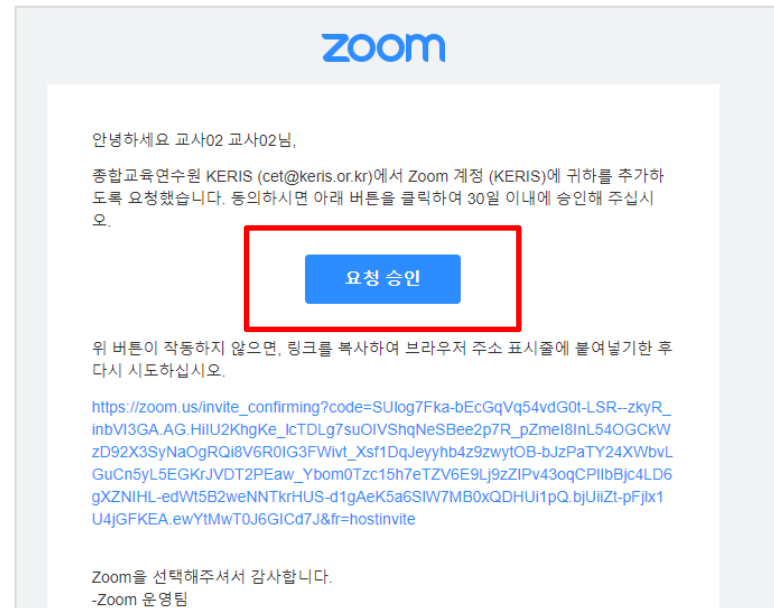 zoom
안녕하세요 교사02 교사02님,
종합교육연수원 KERIS (cet@keris.or.kr)에서 Zoom 계정 (KERIS)에 귀하를 추가하
도록 요청했습니다. 동의하시면 아래 버튼을 클릭하여 30일 이내에 승인해 주십시
오.
요청 승인
위 버튼이 작동하지 않으면, 링크를 복사하여 브라우저 주소 표시줄에 붙여넣기한 후
다시 시도하십시오.
https://zoom.us/invite_confirming?code=SUlog7Fka-bEcGqVq54vdG0t-LSR--zkyR_
inbVI3GA.AG.HiIU2KhgKe_IcTDLg7suOIVShqNeSBee2p7R_pZmeI8InL54OGCkW
zD92X3SyNaOgRQi8V6R0IG3FWivt_Xsf1DqJeyyhb4z9zwytOB-bJzPaTY24XWbvL
GuCn5yL5EGKrJVDT2PEaw_Ybom0Tzc15h7eTZV6E9Lj9zZIPv43oqCPIlbBjc4LD6
gXZNIHL-edWt5B2weNNTkrHUS-d1gAeK5a6SlW7MB0xQDHUi1pQ.bjUiiZt-pFjlx1
U4jGFKEA.ewYtMwT0J6GICd7J&fr=hostinvite
Zoom을 선택해주셔서 감사합니다.
-Zoom 운영팀